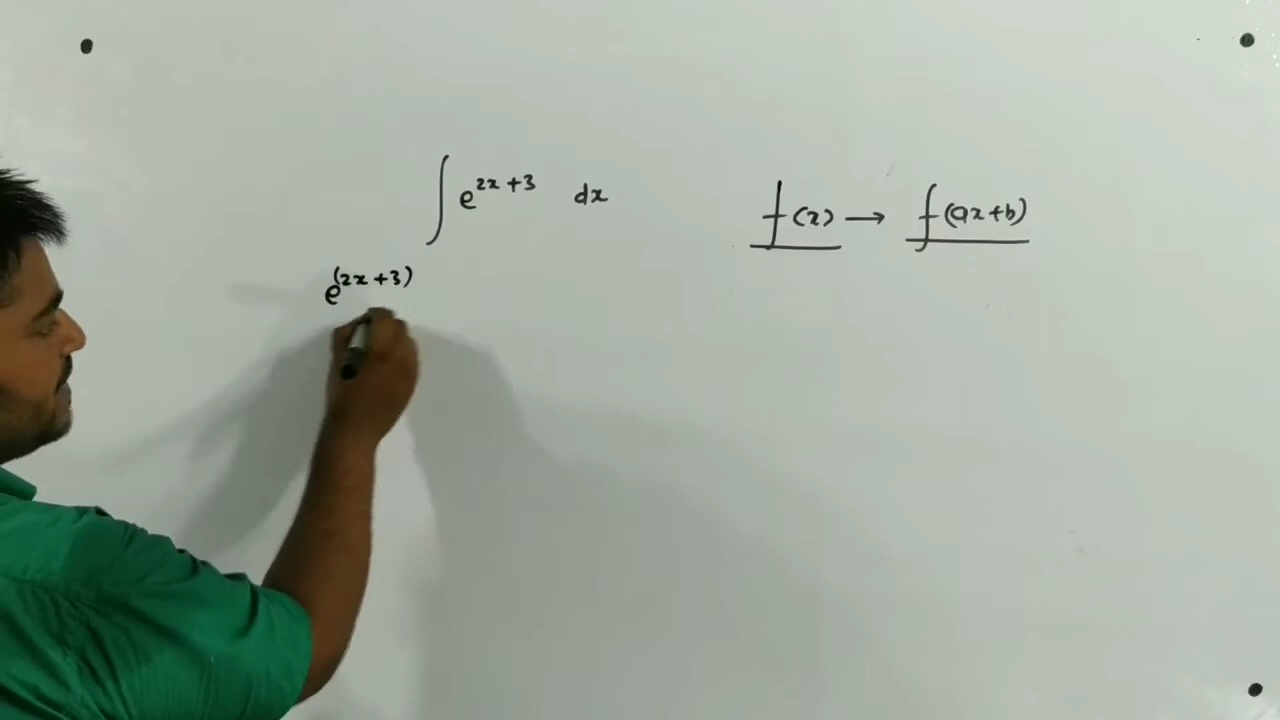 ∫ e^{2x+3} dx
f(x) → f(ax+b)
e^{(2x+3)}